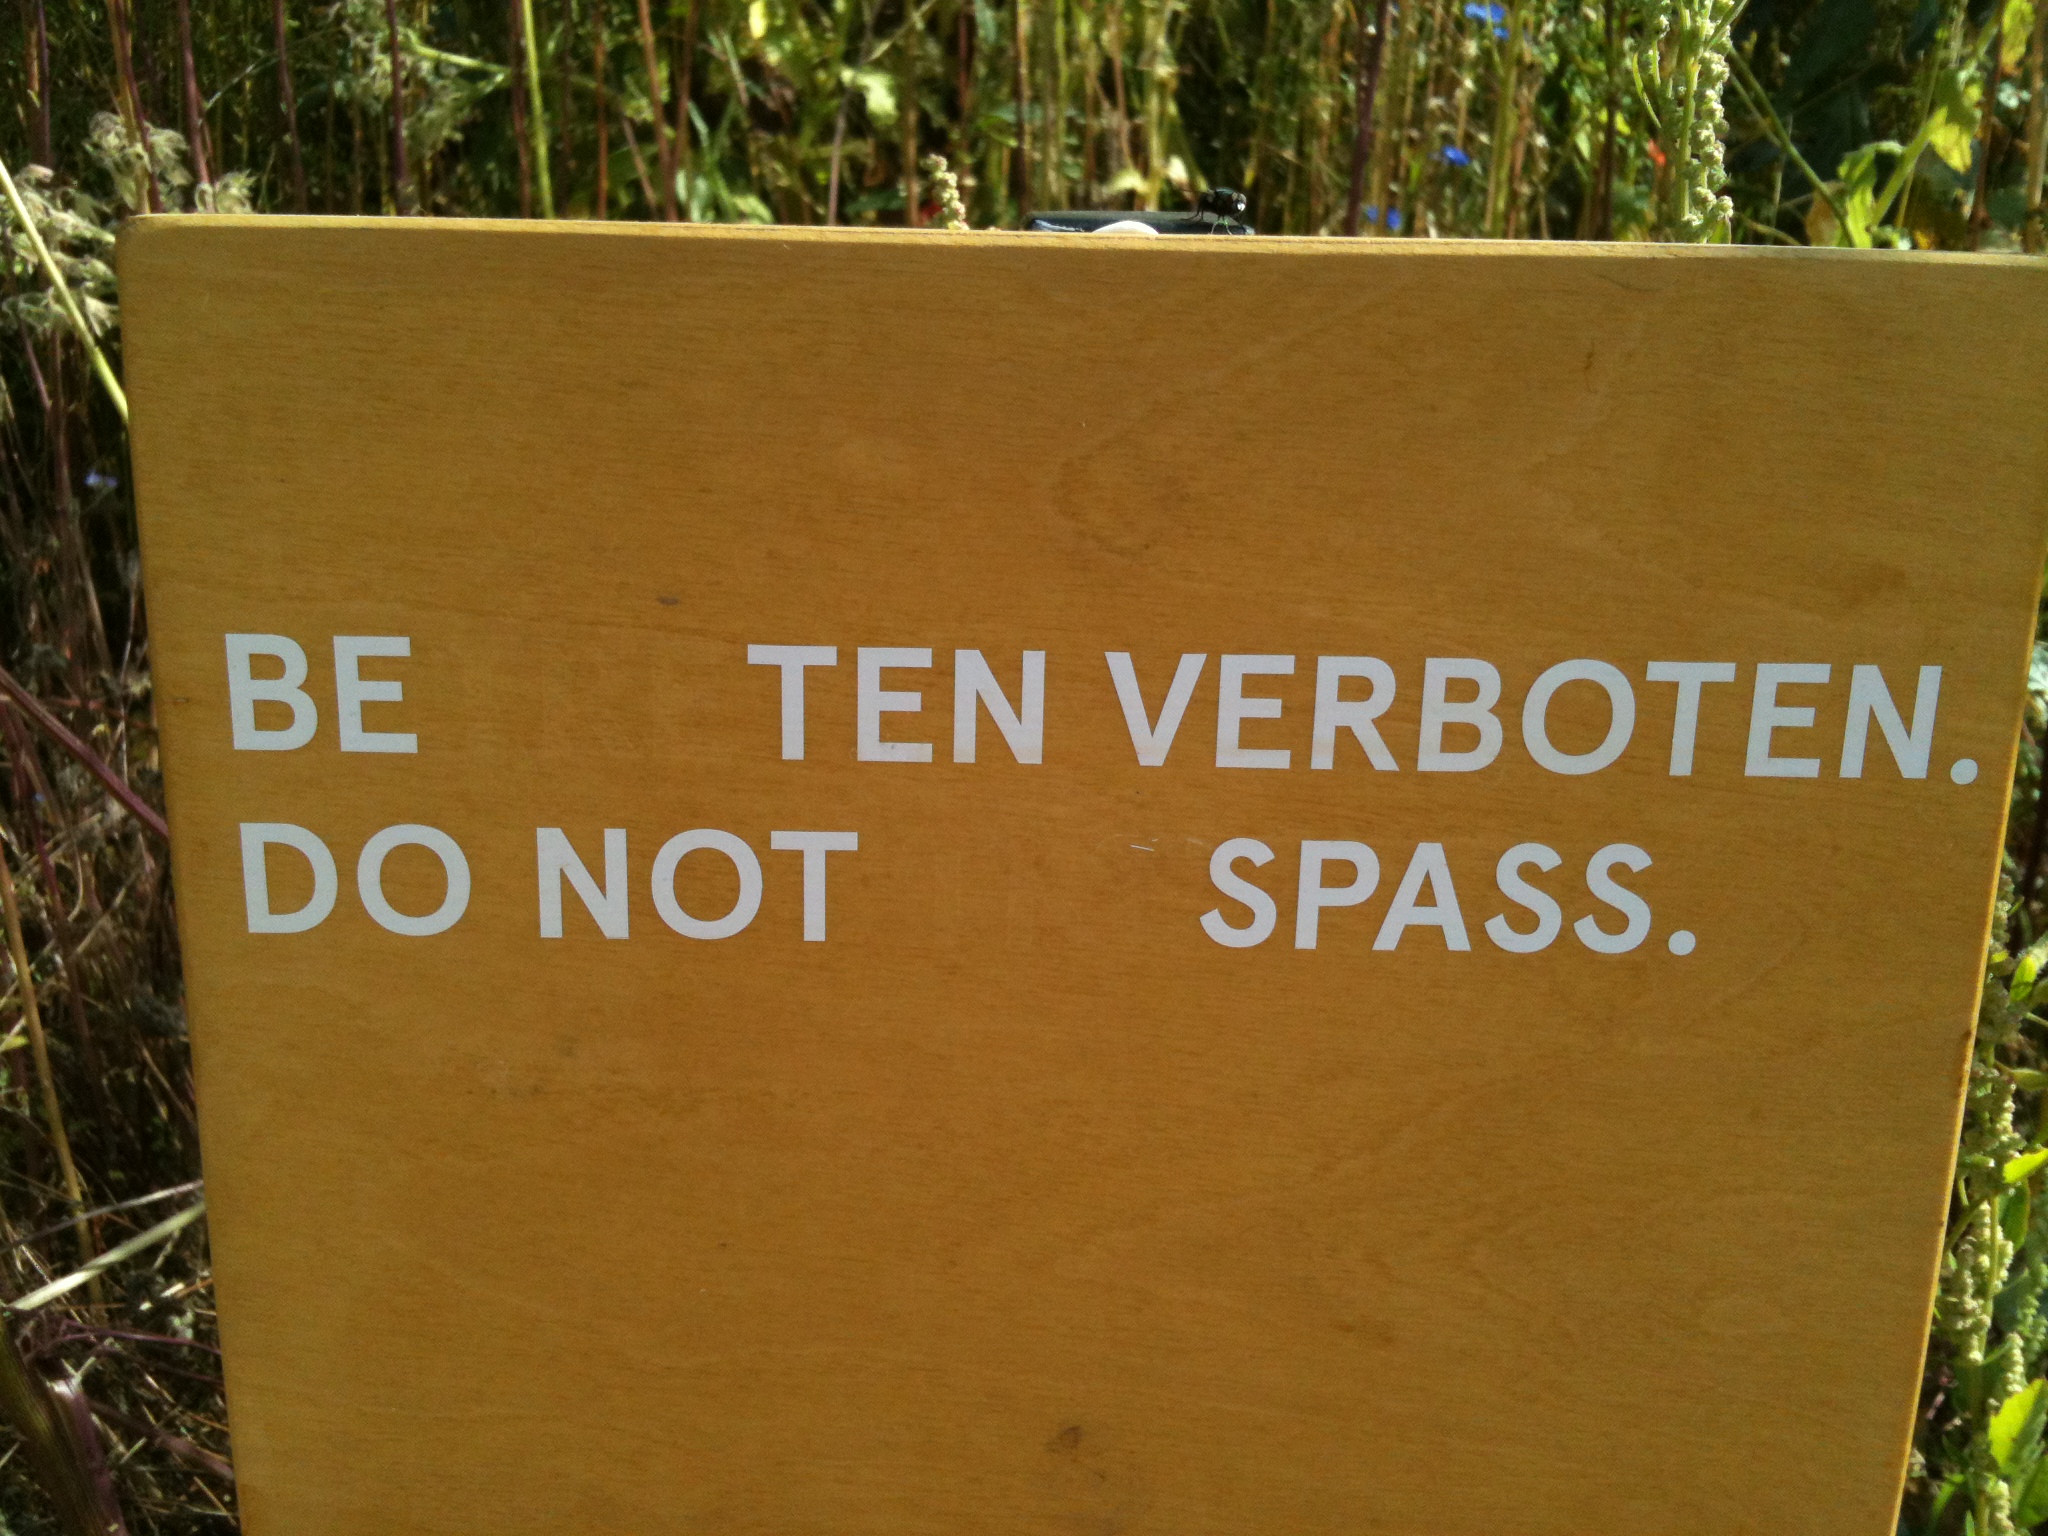 BE TEN VERBOTEN.
DO NOT SPASS.